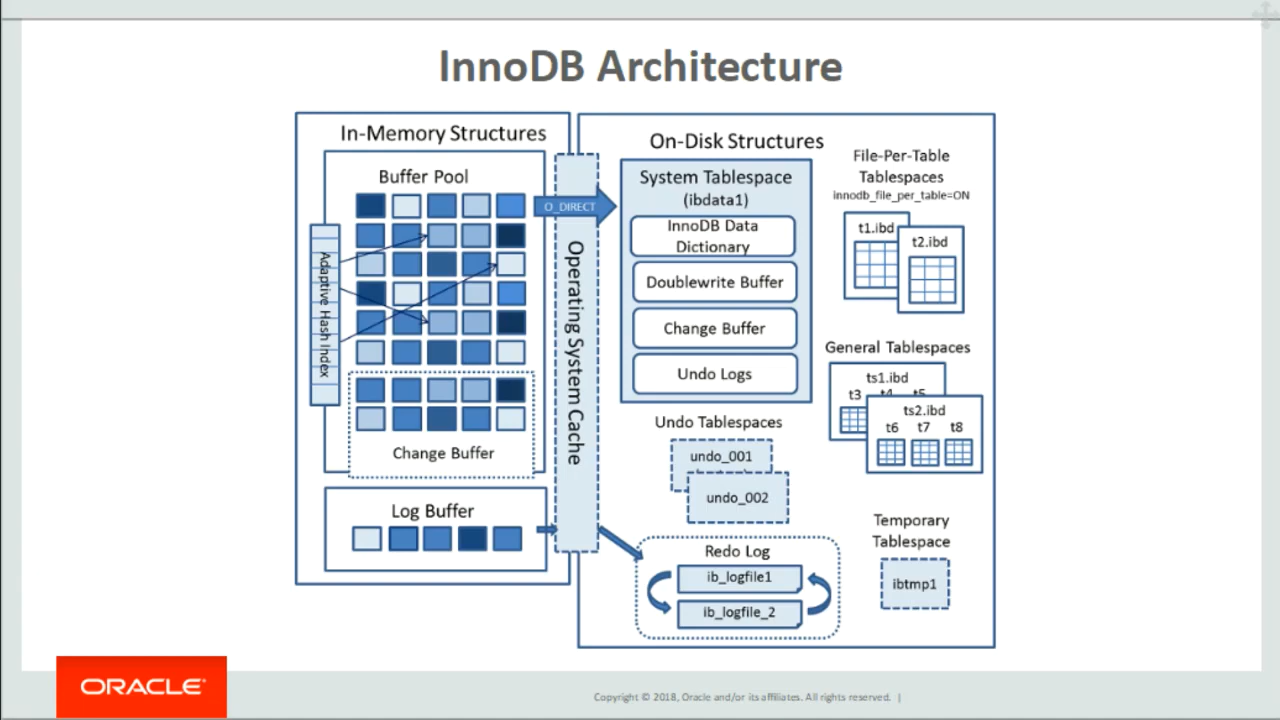 InnoDB Architecture
In-Memory Structures
Buffer Pool
Adaptive Hash Index
Change Buffer
Log Buffer
O_DIRECT
Operating System Cache
On-Disk Structures
System Tablespace
(ibdata1)
InnoDB Data
Dictionary
Doublewrite Buffer
Change Buffer
Undo Logs
Undo Tablespaces
undo_001
undo_002
Redo Log
ib_logfile1
ib_logfile_2
File-Per-Table
Tablespaces
innodb_file_per_table=ON
t1.ibd
t2.ibd
General Tablespaces
ts1.ibd
t3 t4 t5
ts2.ibd
t6 t7 t8
Temporary
Tablespace
ibtmp1
ORACLE
Copyright © 2018, Oracle and/or its affiliates. All rights reserved. |